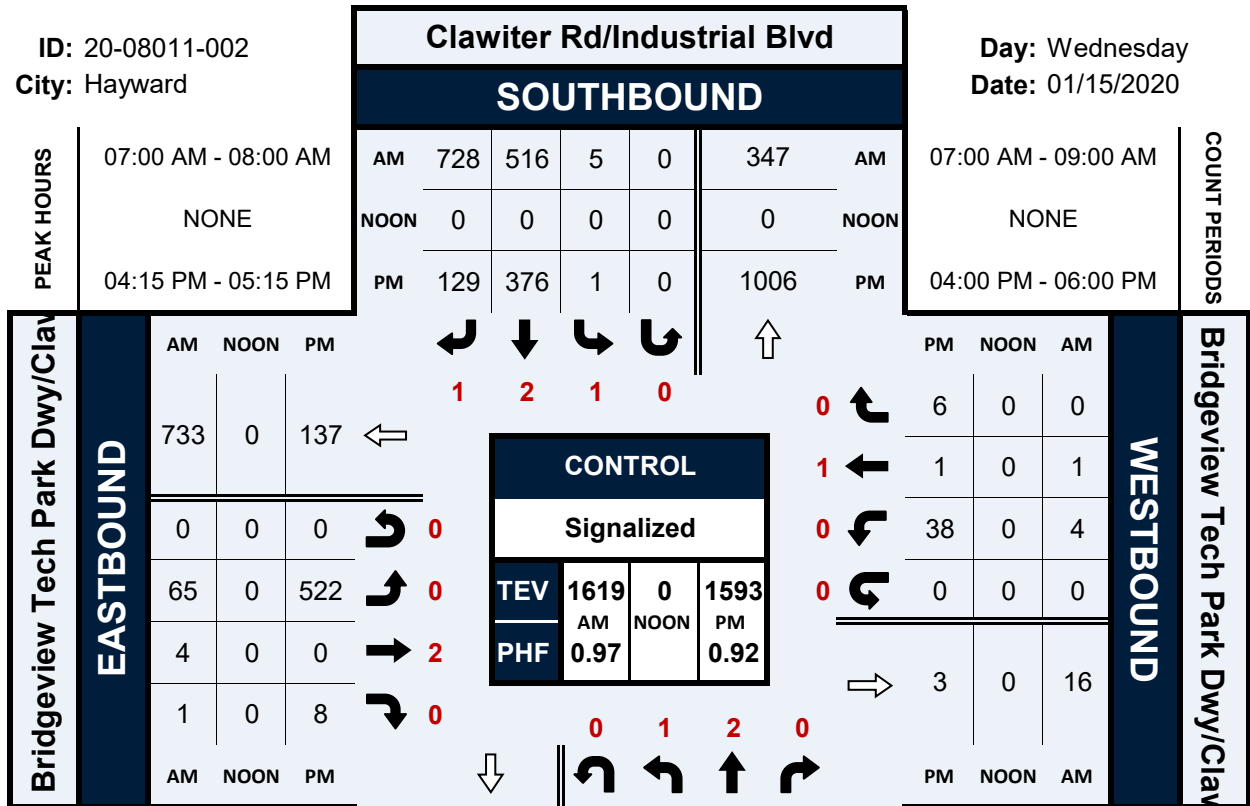 ID: 20-08011-002
City: Hayward
Clawiter Rd/Industrial Blvd
SOUTHBOUND
Day: Wednesday
Date: 01/15/2020
PEAK HOURS
07:00 AM - 08:00 AM
NONE
04:15 PM - 05:15 PM
AM 728 516 5 0 347 AM
NOON 0 0 0 0 0 NOON
PM 129 376 1 0 1006 PM
07:00 AM - 09:00 AM
NONE
04:00 PM - 06:00 PM
COUNT PERIODS
1 2 1 0
Bridgeview Tech Park Dwy/Claw
EASTBOUND
AM NOON PM
733 0 137
0 0 0 0
65 0 522 0
4 0 0 2
1 0 8 0
AM NOON PM
CONTROL
Signalized
TEV 1619 0 1593
AM NOON PM
PHF 0.97 0.92
PM NOON AM
0 6 0 0
1 1 0 1
0 38 0 4
0 0 0 0
3 0 16
PM NOON AM
WESTBOUND
Bridgeview Tech Park Dwy/Claw
0 1 2 0